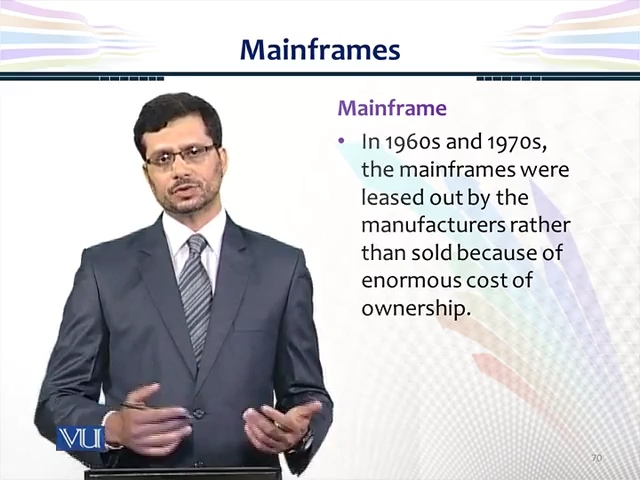 Mainframes
Mainframe
• In 1960s and 1970s,
the mainframes were
leased out by the
manufacturers rather
than sold because of
enormous cost of
ownership.
VU
70